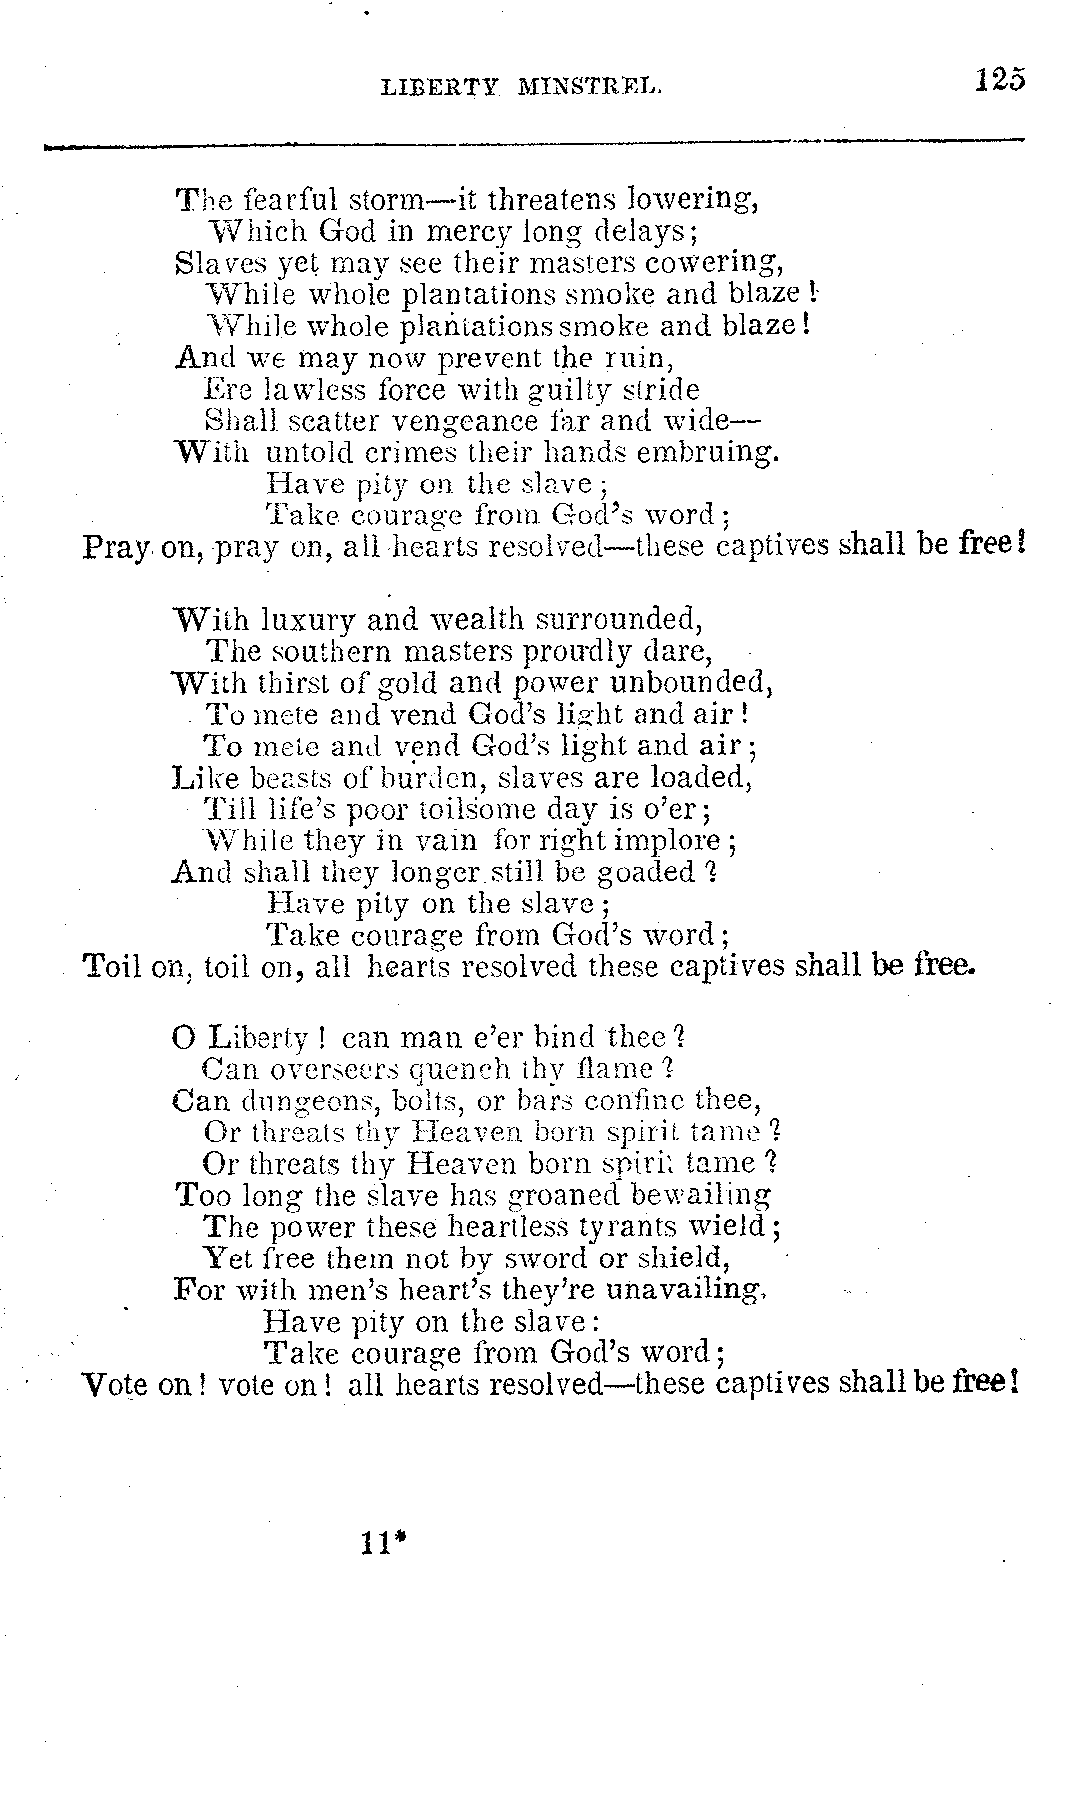 LIBERTY MINSTREL. 125
The fearful storm—it threatens lowering,
Which God in mercy long delays;
Slaves yet may see their masters cowering,
While whole plantations smoke and blaze!
While whole plantations smoke and blaze!
And we may now prevent the ruin,
Ere lawless force with guilty stride
Shall scatter vengeance far and wide—
With untold crimes their hands embruing.
Have pity on the slave;
Take courage from God's word;
Pray on, pray on, all hearts resolved—these captives shall be free!
With luxury and wealth surrounded,
The southern masters proudly dare,
With thirst of gold and power unbounded,
To mete and vend God's light and air!
To mete and vend God's light and air;
Like beasts of burden, slaves are loaded,
Till life's poor toilsome day is o'er;
While they in vain for right implore;
And shall they longer still be goaded?
Have pity on the slave;
Take courage from God's word;
Toil on, toil on, all hearts resolved these captives shall be free.
O Liberty! can man e'er bind thee?
Can overseers quench thy flame?
Can dungeons, bolts, or bars confine thee,
Or threats thy Heaven born spirit tame?
Or threats thy Heaven born spirit tame?
Too long the slave has groaned bewailing
The power these heartless tyrants wield;
Yet free them not by sword or shield,
For with men's heart's they're unavailing,
Have pity on the slave:
Take courage from God's word;
Vote on! vote on! all hearts resolved—these captives shall be free!
11*